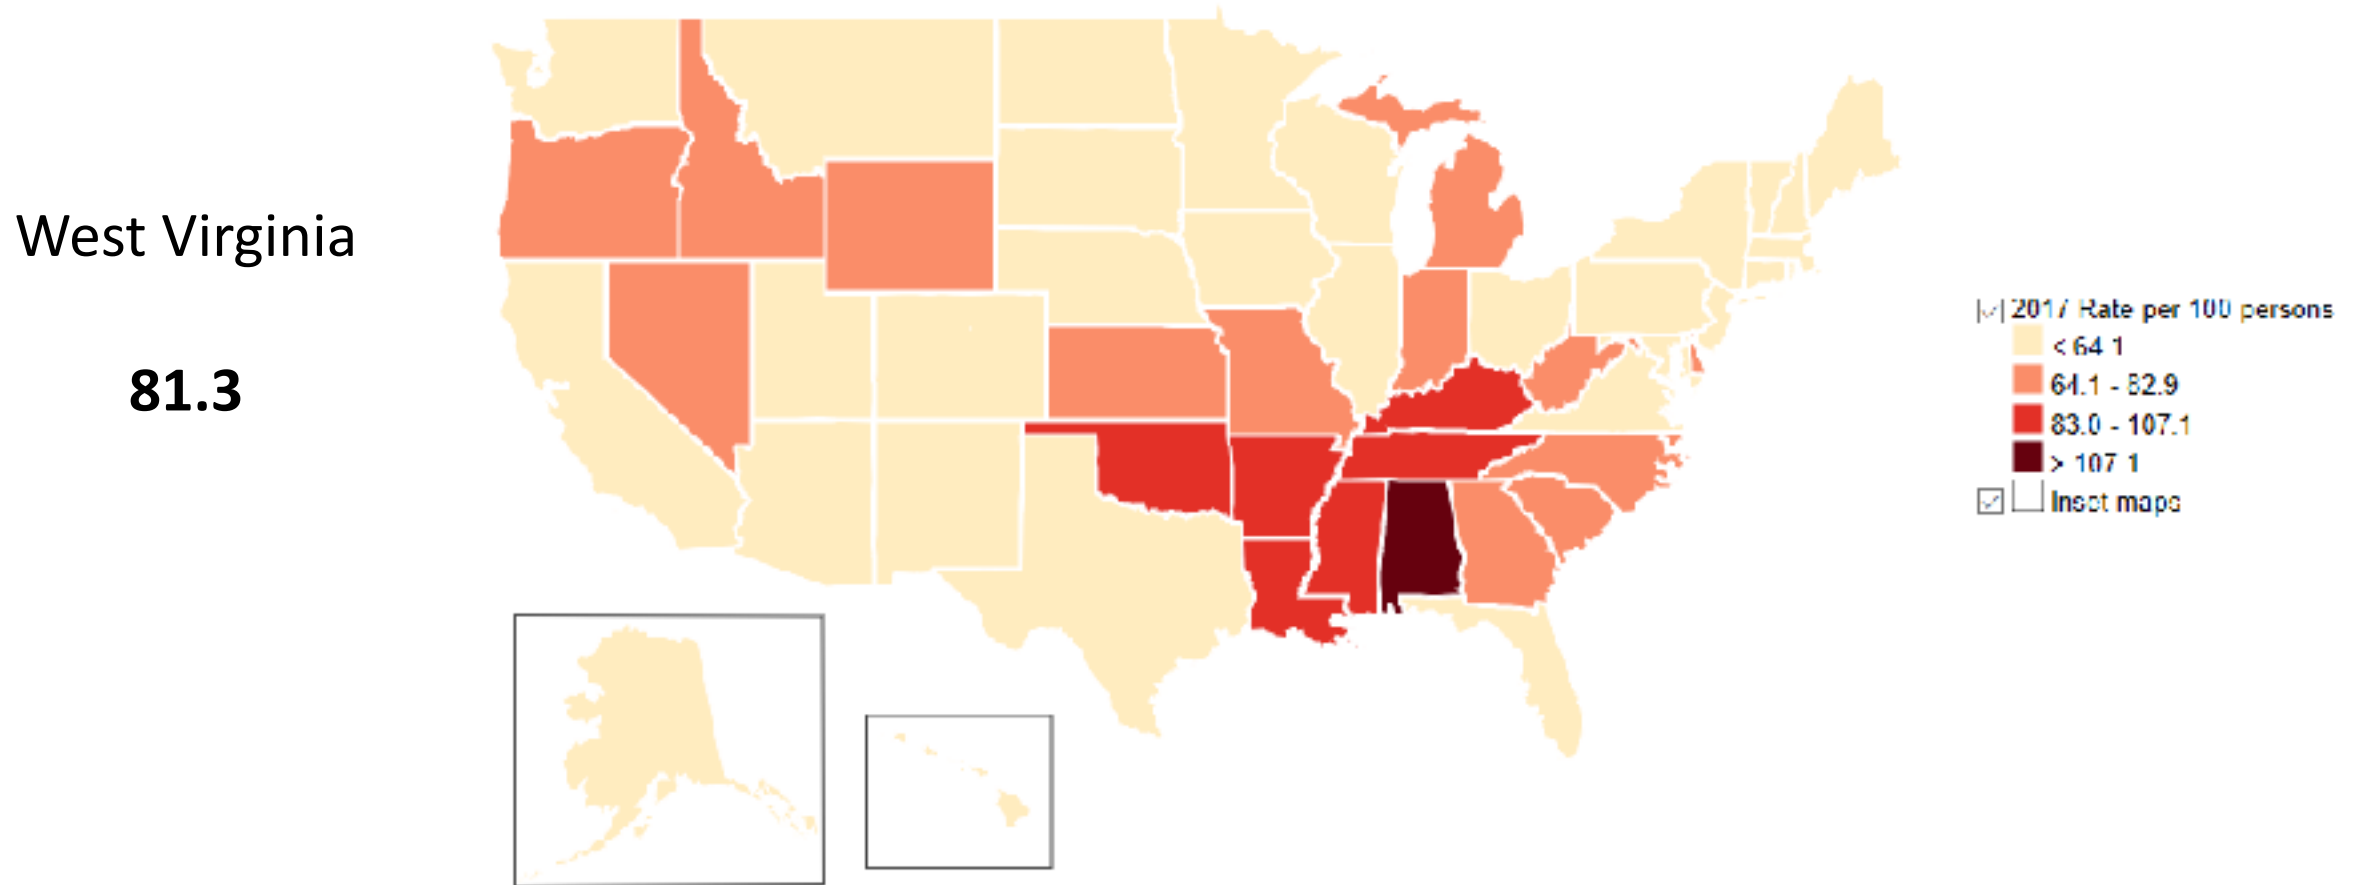 West Virginia
81.3
2017 Rate per 100 persons
< 64 1
64.1 - 82.9
83.0 - 107.1
> 107 1
Inset maps